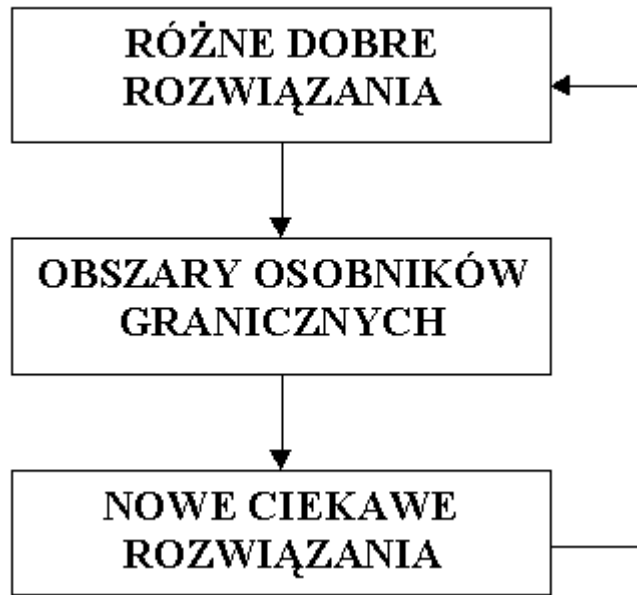 RÓŻNE DOBRE
ROZWIĄZANIA
OBSZARY OSOBNIKÓW
GRANICZNYCH
NOWE CIEKAWE
ROZWIĄZANIA